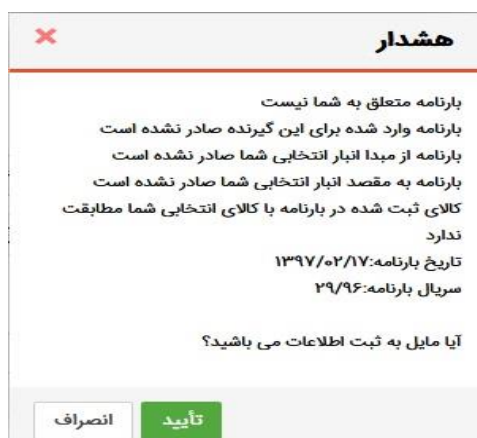 هشدار
بارنامه متعلق به شما نیست
بارنامه وارد شده برای این گیرنده صادر نشده است
بارنامه از مبدا انبار انتخابی شما صادر نشده است
بارنامه به مقصد انبار انتخابی شما صادر نشده است
کالای ثبت شده در بارنامه با کالای انتخابی شما مطابقت
ندارد
تاریخ بارنامه:۱۳۹۷/۰۲/۱۷
سریال بارنامه:۲۹/۹۶
آیا مایل به ثبت اطلاعات می باشید؟
تأیید
انصراف